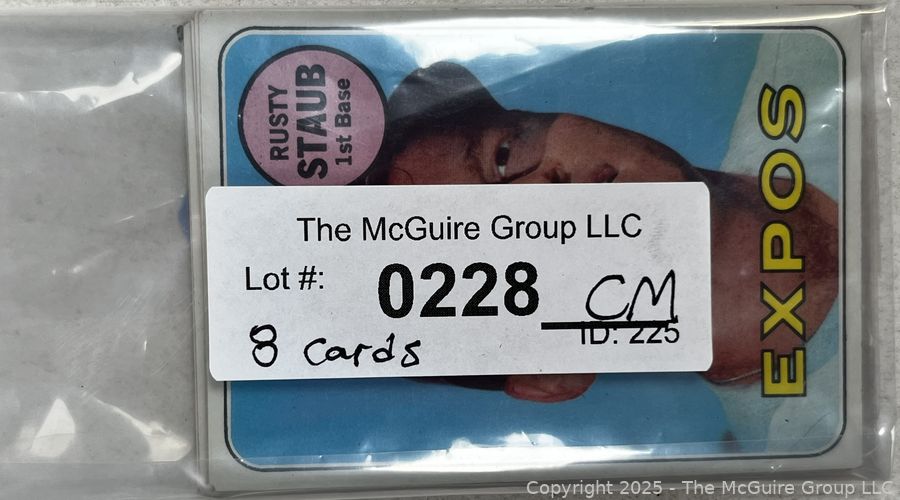 RUSTY
STAUB
1st Base
EXPOS
The McGuire Group LLC
Lot #:
0228
CM
ID: 225
8 cards
Copyright 2025 - The McGuire Group LLC